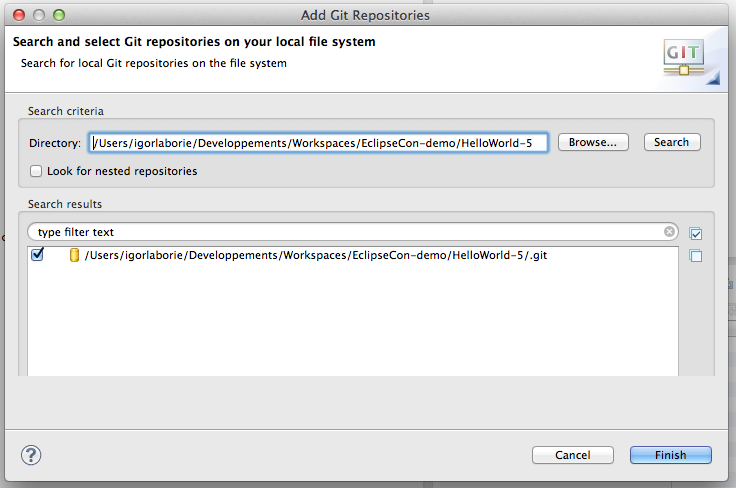 Add Git Repositories
Search and select Git repositories on your local file system
Search for local Git repositories on the file system
GIT
Search criteria
Directory: /Users/igorlaborie/Developpements/Workspaces/EclipseCon-demo/HelloWorld-5 Browse... Search
Look for nested repositories
Search results
type filter text
/Users/igorlaborie/Developpements/Workspaces/EclipseCon-demo/HelloWorld-5/.git
? Cancel Finish